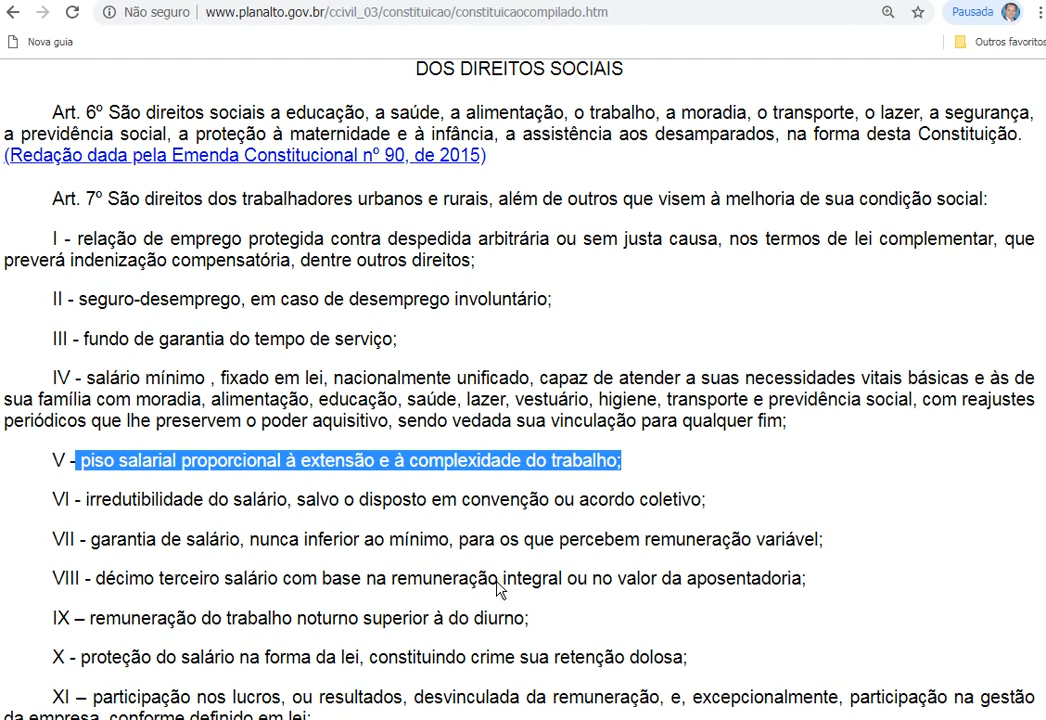 Não seguro | www.planalto.gov.br/ccivil_03/constituicao/constituicaocompilado.htm
Pausada
Nova guia
Outros favoritos
DOS DIREITOS SOCIAIS
Art. 6º São direitos sociais a educação, a saúde, a alimentação, o trabalho, a moradia, o transporte, o lazer, a segurança,
a previdência social, a proteção à maternidade e à infância, a assistência aos desamparados, na forma desta Constituição.
(Redação dada pela Emenda Constitucional nº 90, de 2015)
Art. 7º São direitos dos trabalhadores urbanos e rurais, além de outros que visem à melhoria de sua condição social:
I - relação de emprego protegida contra despedida arbitrária ou sem justa causa, nos termos de lei complementar, que
preverá indenização compensatória, dentre outros direitos;
II - seguro-desemprego, em caso de desemprego involuntário;
III - fundo de garantia do tempo de serviço;
IV - salário mínimo , fixado em lei, nacionalmente unificado, capaz de atender a suas necessidades vitais básicas e às de
sua família com moradia, alimentação, educação, saúde, lazer, vestuário, higiene, transporte e previdência social, com reajustes
periódicos que lhe preservem o poder aquisitivo, sendo vedada sua vinculação para qualquer fim;
V - piso salarial proporcional à extensão e à complexidade do trabalho;
VI - irredutibilidade do salário, salvo o disposto em convenção ou acordo coletivo;
VII - garantia de salário, nunca inferior ao mínimo, para os que percebem remuneração variável;
VIII - décimo terceiro salário com base na remuneração integral ou no valor da aposentadoria;
IX – remuneração do trabalho noturno superior à do diurno;
X - proteção do salário na forma da lei, constituindo crime sua retenção dolosa;
XI – participação nos lucros, ou resultados, desvinculada da remuneração, e, excepcionalmente, participação na gestão
da empresa, conforme definido em lei;